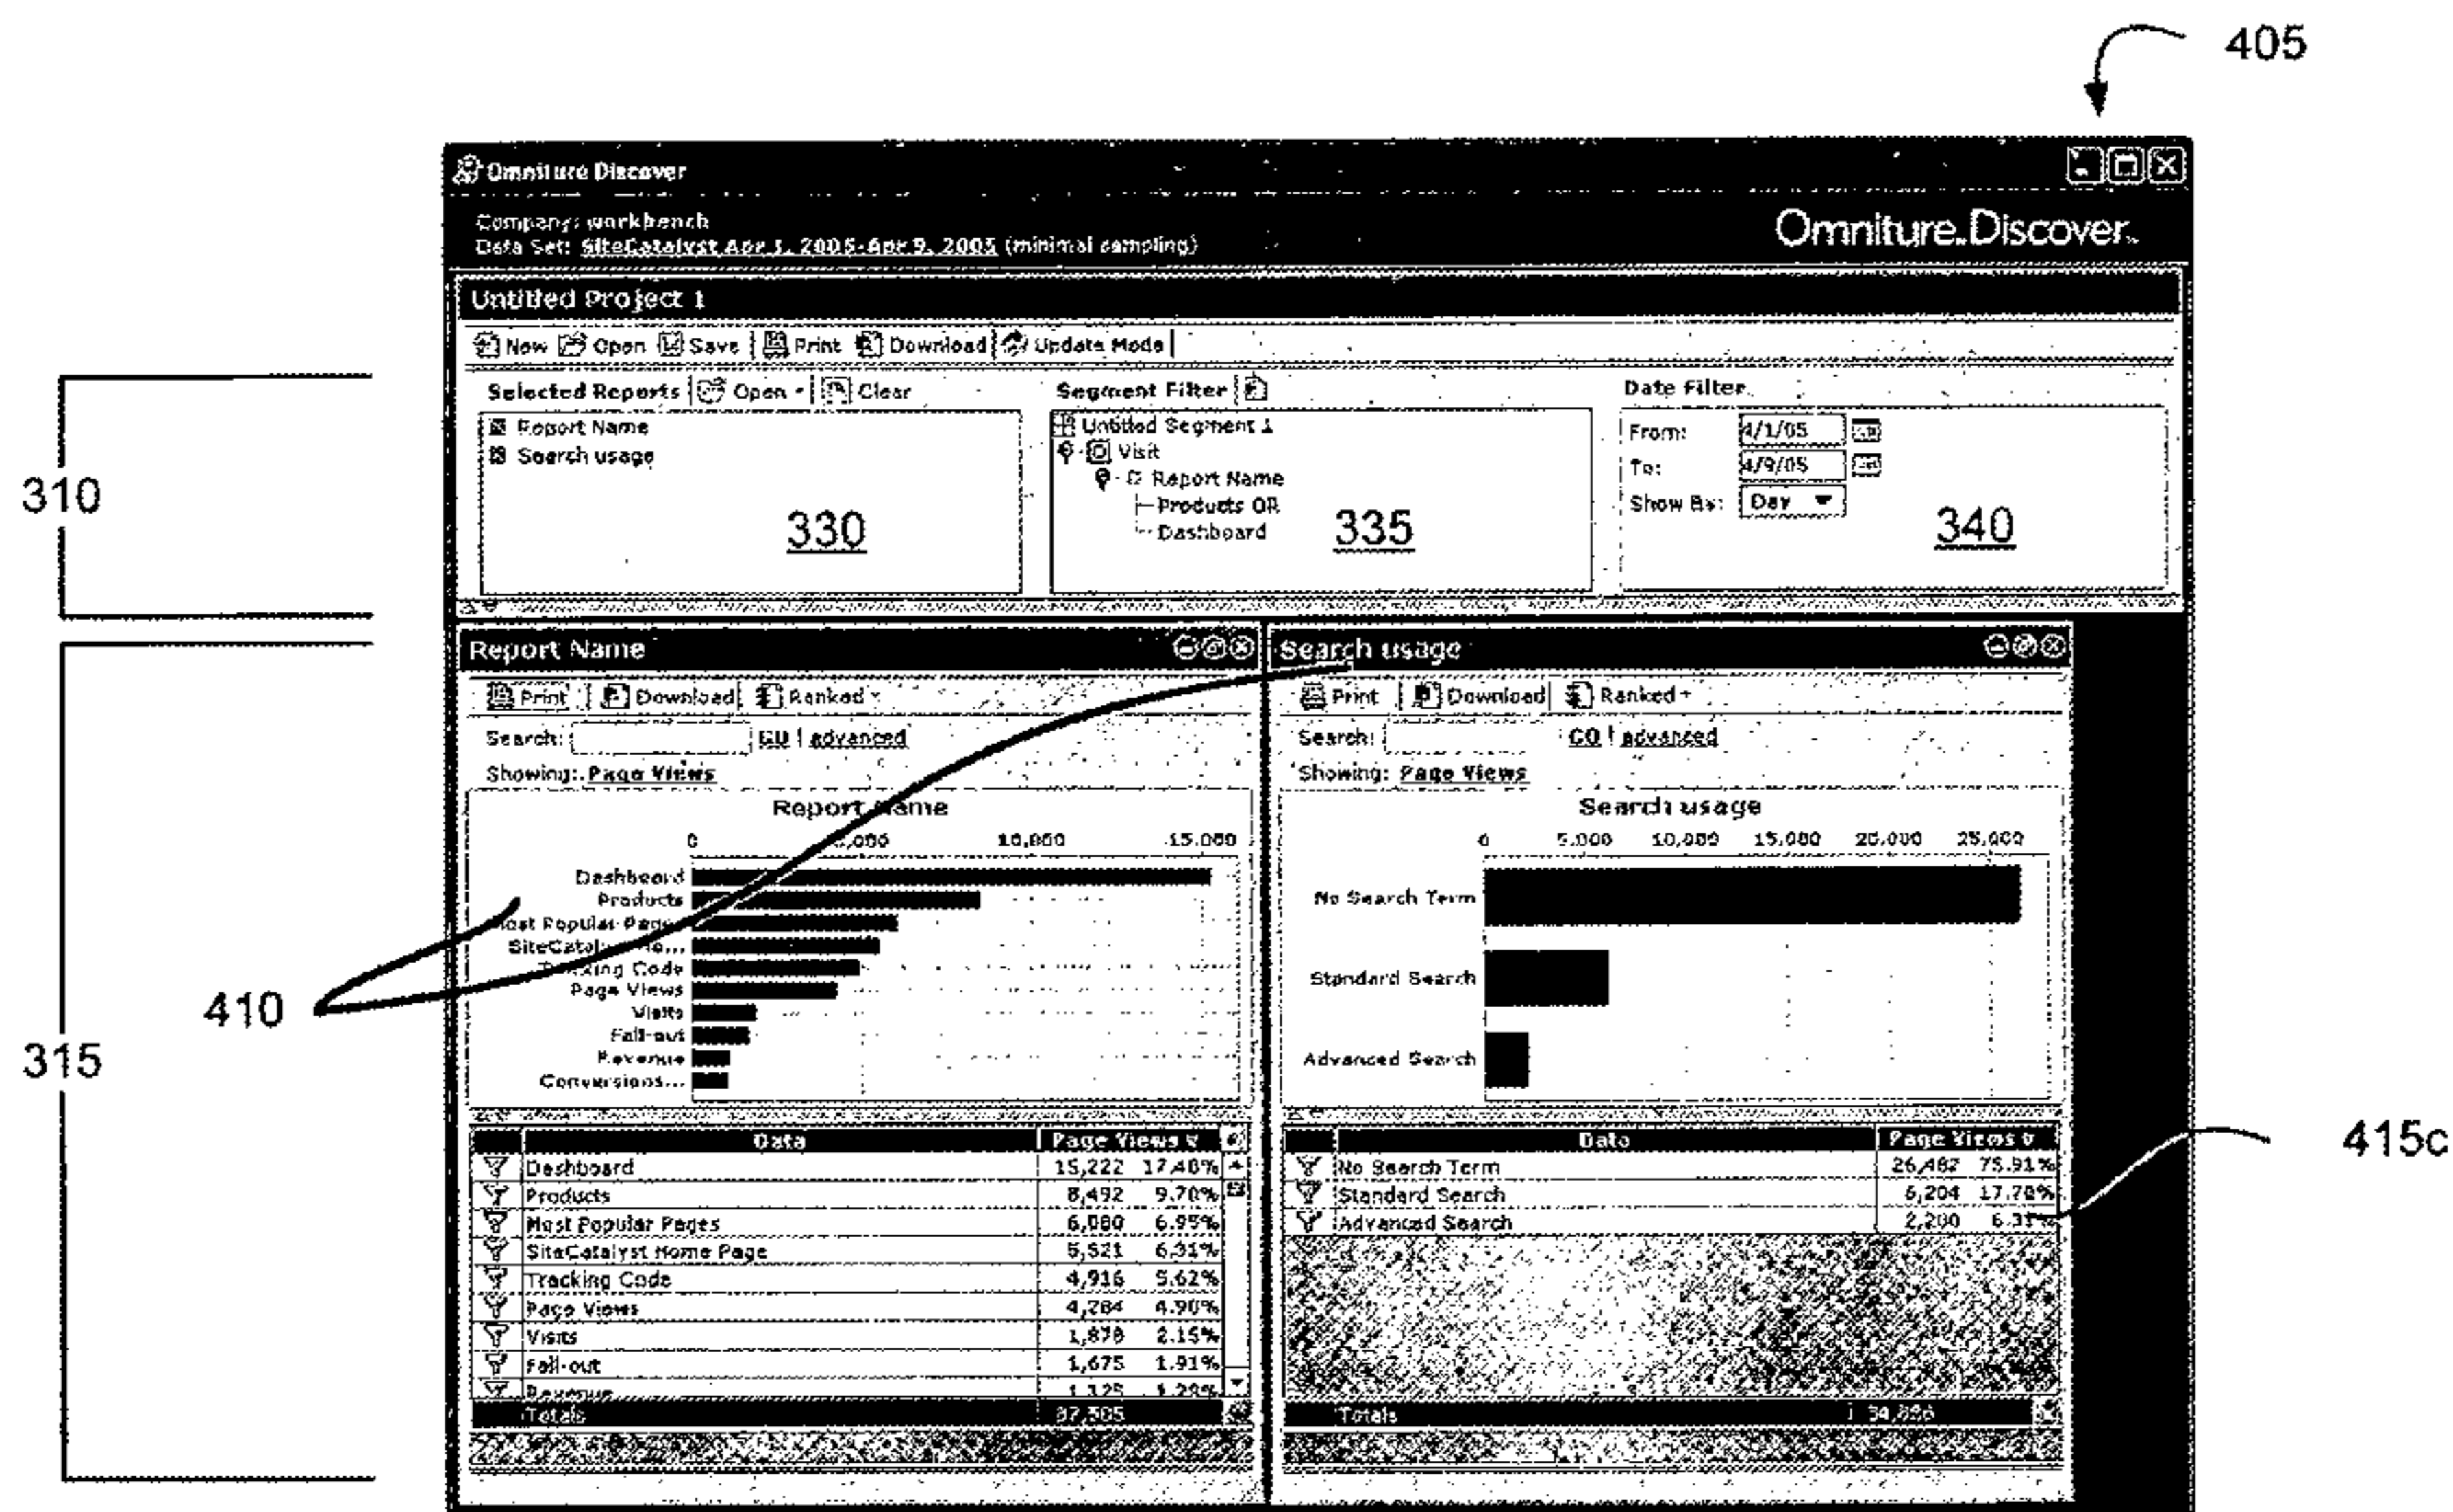 405
Omniture Discover
Company: workbench
Data Set: SiteCatalyst Apr 1, 2005-Apr 9, 2005 (minimal sampling)
Omniture Discover
Untitled Project 1
New Open Save Print Download Update Mode
Selected Reports Open Clear
Report Name
Search usage
330
Segment Filter
Untitled Segment 1
Visit
Report Name
Products OR
Dashboard
335
Date Filter
From: 4/1/05
To: 4/9/05
Show By: Day
340
310
315
410
Report Name
Print Download Ranked
Search: GO | advanced
Showing: Page Views
Report Name
0 5,000 10,000 15,000
Dashboard
Products
Most Popular Page
Tracking Code
Page Views
Visits
Fall-out
Revenue
Conversions...
Data Page Views
Dashboard 15,222 17.40%
Products 8,492 9.70%
Most Popular Pages 6,080 6.95%
SiteCatalyst Home Page 5,521 6.31%
Tracking Code 4,916 5.62%
Page Views 4,284 4.90%
Visits 1,878 2.15%
Fall-out 1,675 1.91%
Revenue
Totals 87,505
Search usage
Print Download Ranked
Search: GO | advanced
Showing: Page Views
Search usage
0 5,000 10,000 15,000 20,000 25,000
No Search Term
Standard Search
Advanced Search
Data Page Views
No Search Term 26,482 75.91%
Standard Search 6,204 17.78%
Advanced Search 2,200 6.31%
Totals
415c